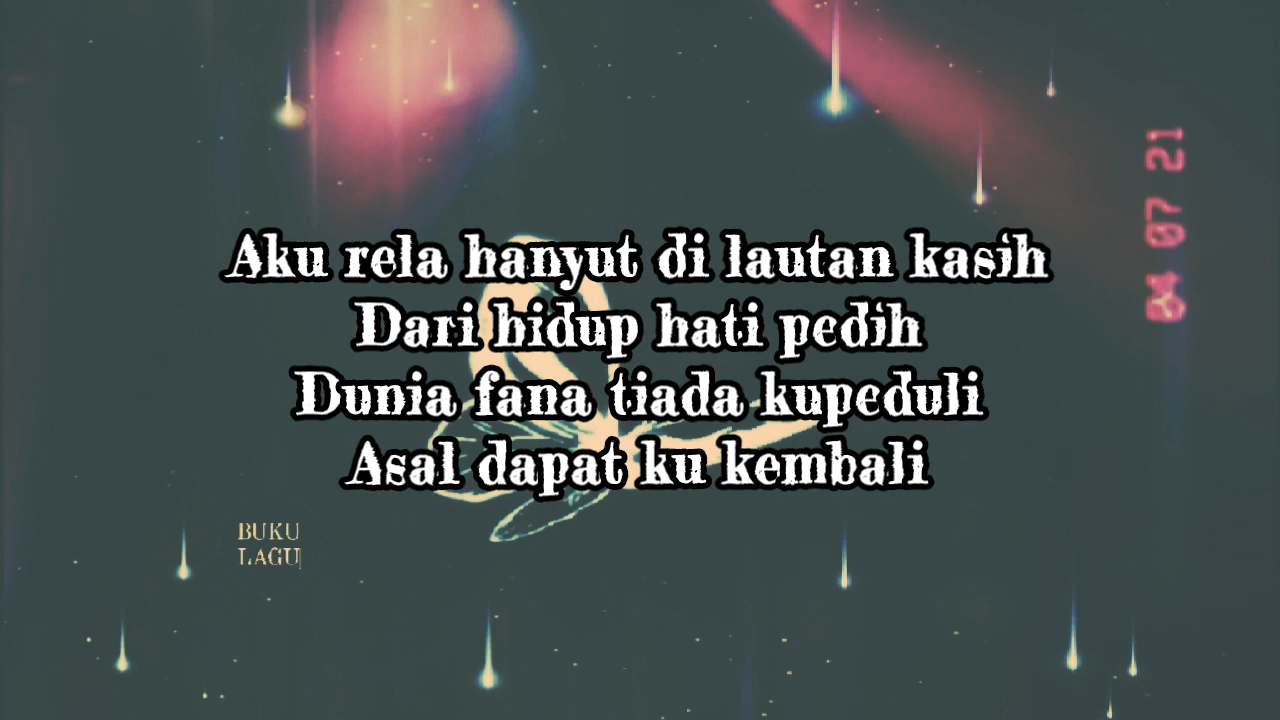 Aku rela hanyut di lautan kasih
Dari hidup hati pedih
Dunia fana tiada kupeduli
Asal dapat ku kembali
BUKU
LAGU
04 07 21